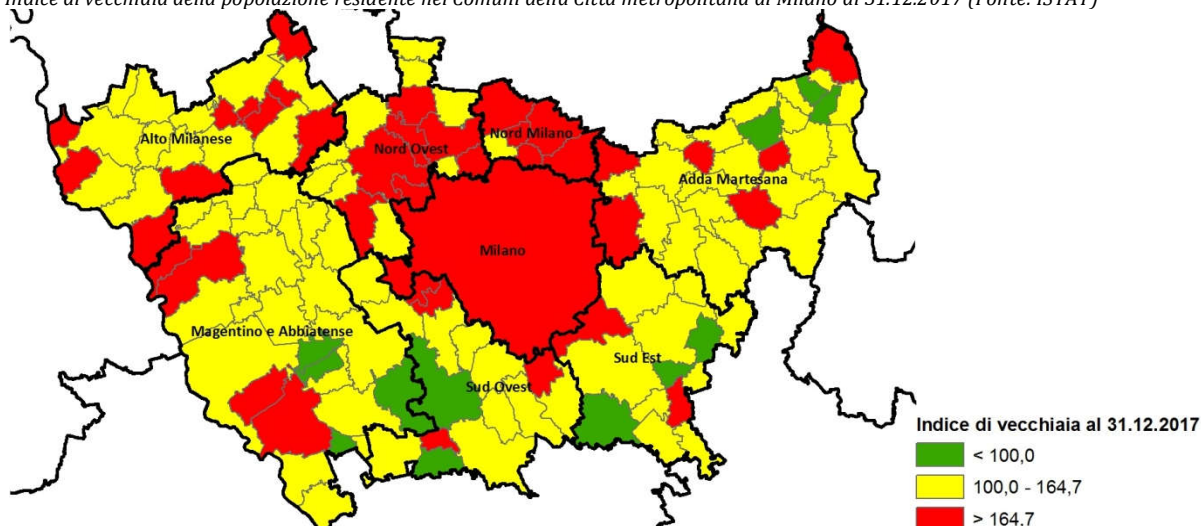 Indice di vecchiaia della popolazione residente nei Comuni della Città metropolitana di Milano al 31.12.2017 (Fonte: ISTAT)
Alto Milanese
Nord Ovest
Nord Milano
Adda Martesana
Milano
Magentino e Abbiatense
Sud Est
Sud Ovest
Indice di vecchiaia al 31.12.2017
< 100,0
100,0 - 164,7
> 164.7